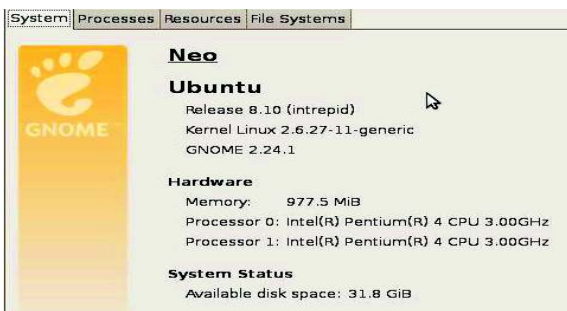 System Processes Resources File Systems
Neo
Ubuntu
Release 8.10 (intrepid)
Kernel Linux 2.6.27-11-generic
GNOME 2.24.1
GNOME
Hardware
Memory: 977.5 MiB
Processor 0: Intel(R) Pentium(R) 4 CPU 3.00GHz
Processor 1: Intel(R) Pentium(R) 4 CPU 3.00GHz
System Status
Available disk space: 31.8 GiB